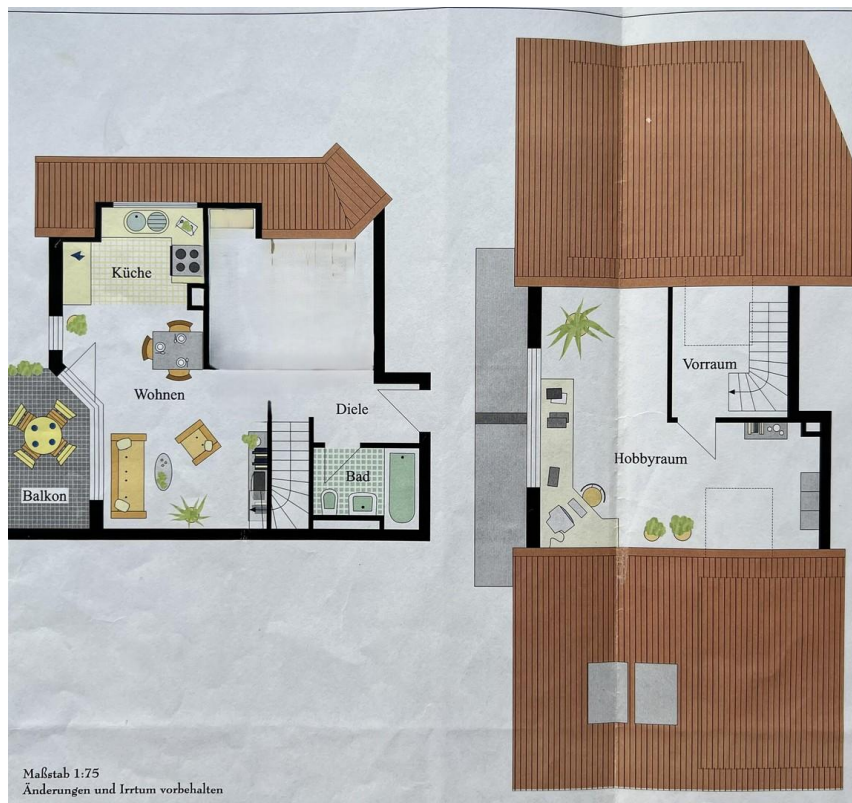 Küche
Wohnen
Diele
Bad
Balkon
Vorraum
Hobbyraum
Maßstab 1:75
Änderungen und Irrtum vorbehalten